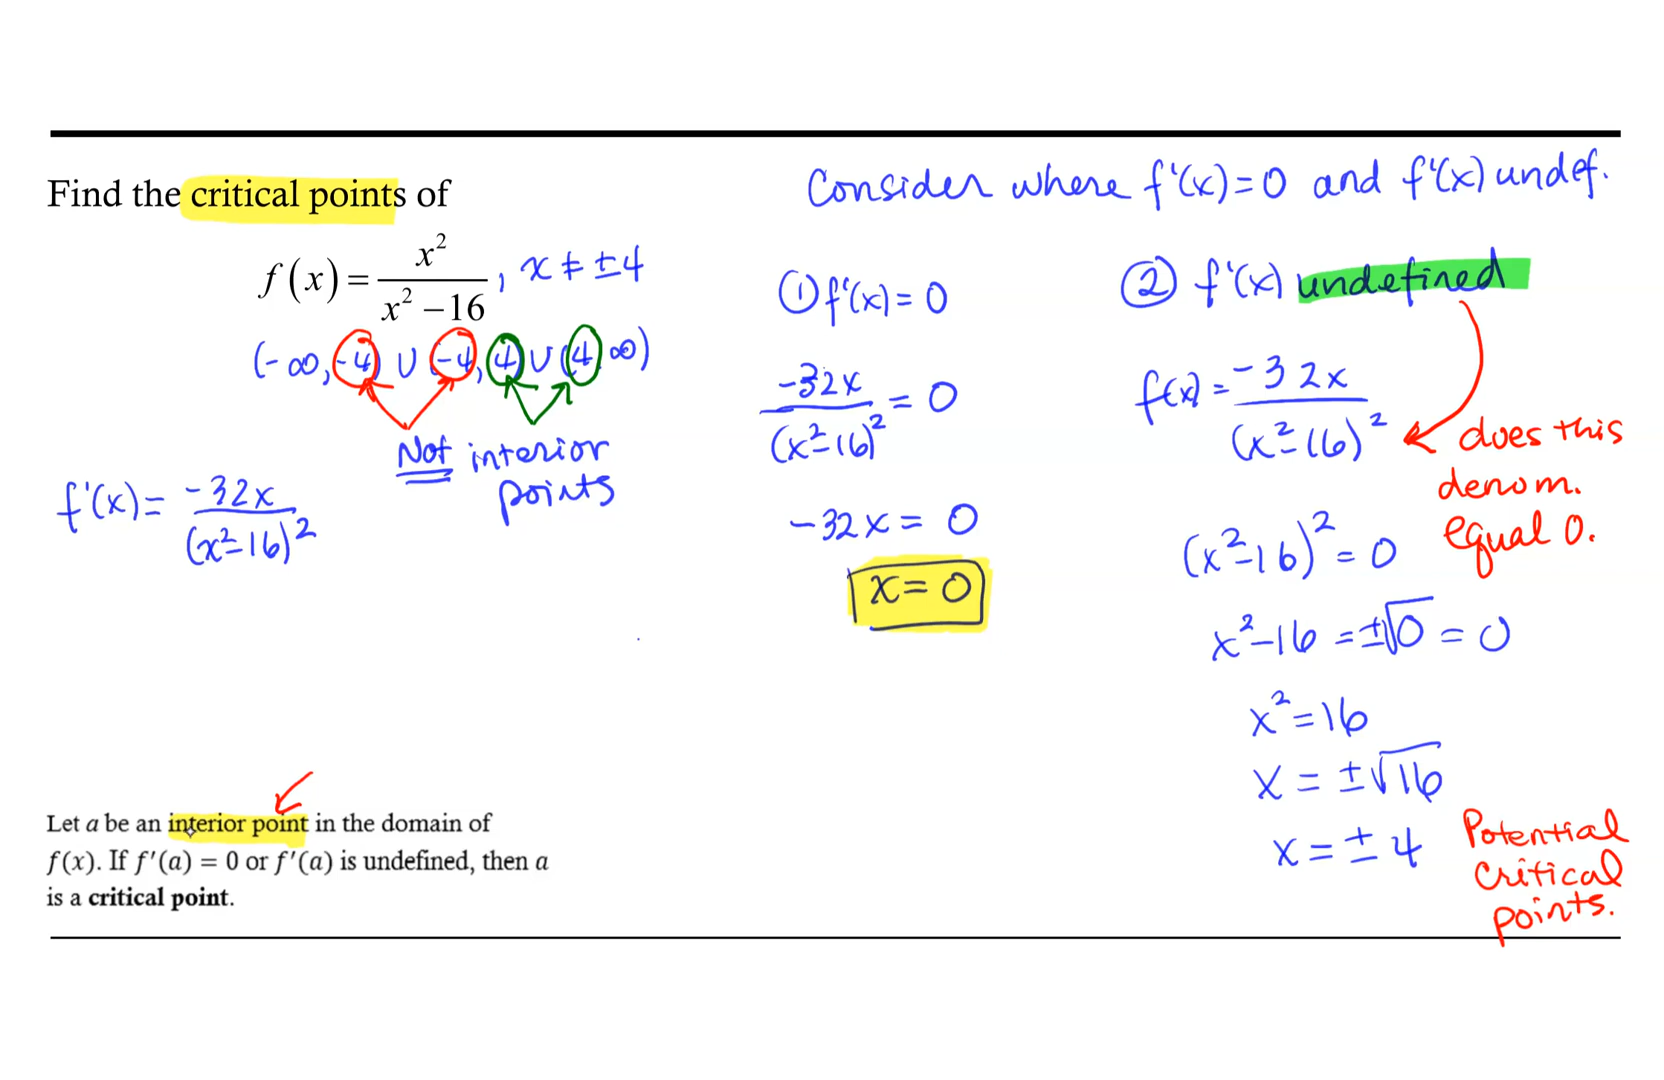 Find the critical points of
f(x) = x² / (x² − 16) , x ≠ ±4
(-∞, -4) ∪ (-4, 4) ∪ (4, ∞)
Not interior
points
f'(x) = -32x / (x²-16)²
Let a be an interior point in the domain of
f(x). If f'(a) = 0 or f'(a) is undefined, then a
is a critical point.
Consider where f'(x)=0 and f'(x) undef.
① f'(x) = 0
-32x / (x²-16)² = 0
-32x = 0
x = 0
② f'(x) undefined
f'(x) = -32x / (x²-16)²
does this
denom.
equal 0.
(x²-16)² = 0
x²-16 = ±√0 = 0
x² = 16
x = ±√16
x = ±4
Potential
critical
points.